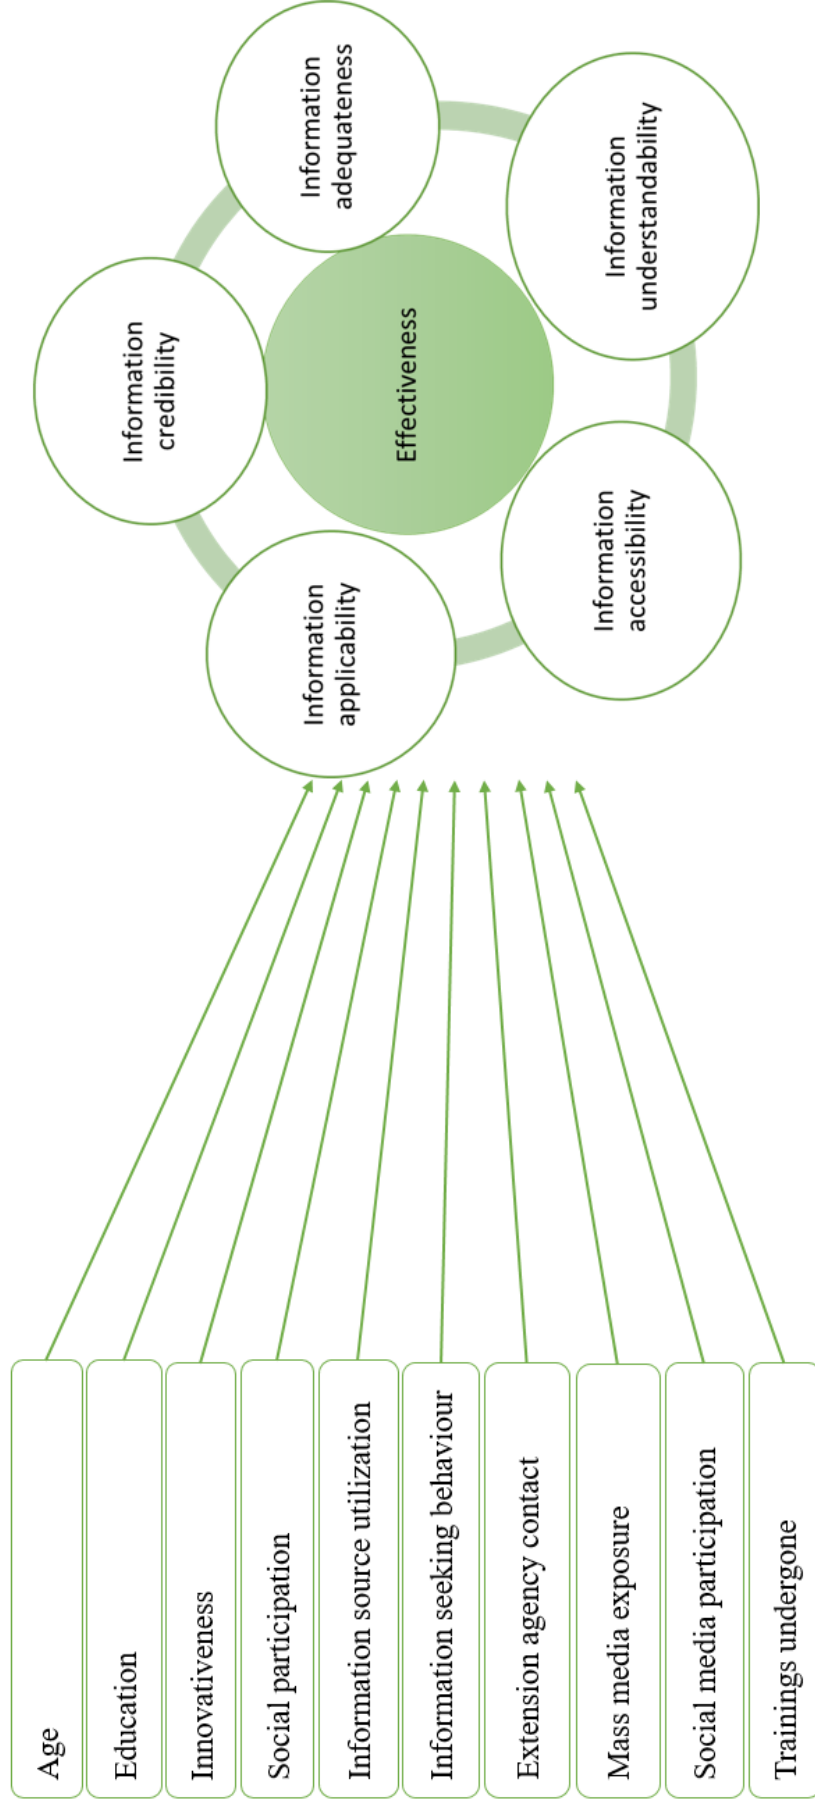 Age
Education
Innovativeness
Social participation
Information source utilization
Information seeking behaviour
Extension agency contact
Mass media exposure
Social media participation
Trainings undergone
Information
credibility
Information
adequateness
Information
understandability
Information
accessibility
Information
applicability
Effectiveness